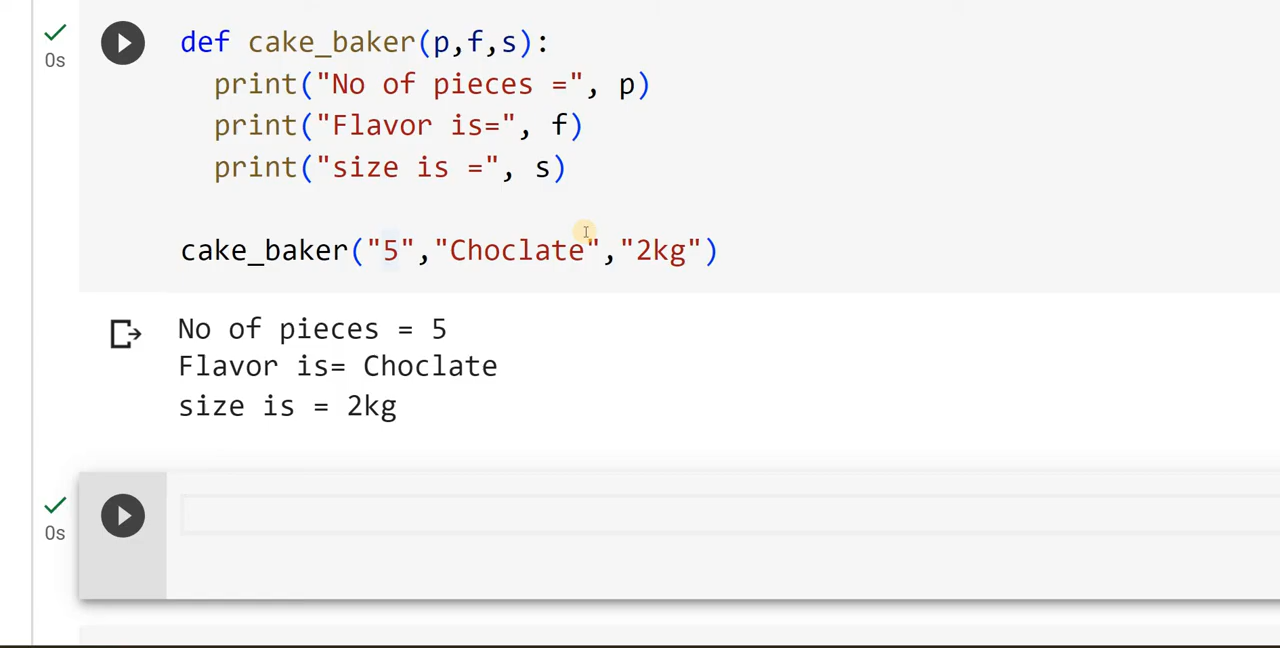 def cake_baker(p,f,s):
0s
print("No of pieces =", p)
print("Flavor is=", f)
print("size is =", s)
cake_baker("5","Choclate","2kg")
No of pieces = 5
Flavor is= Choclate
size is = 2kg
0s